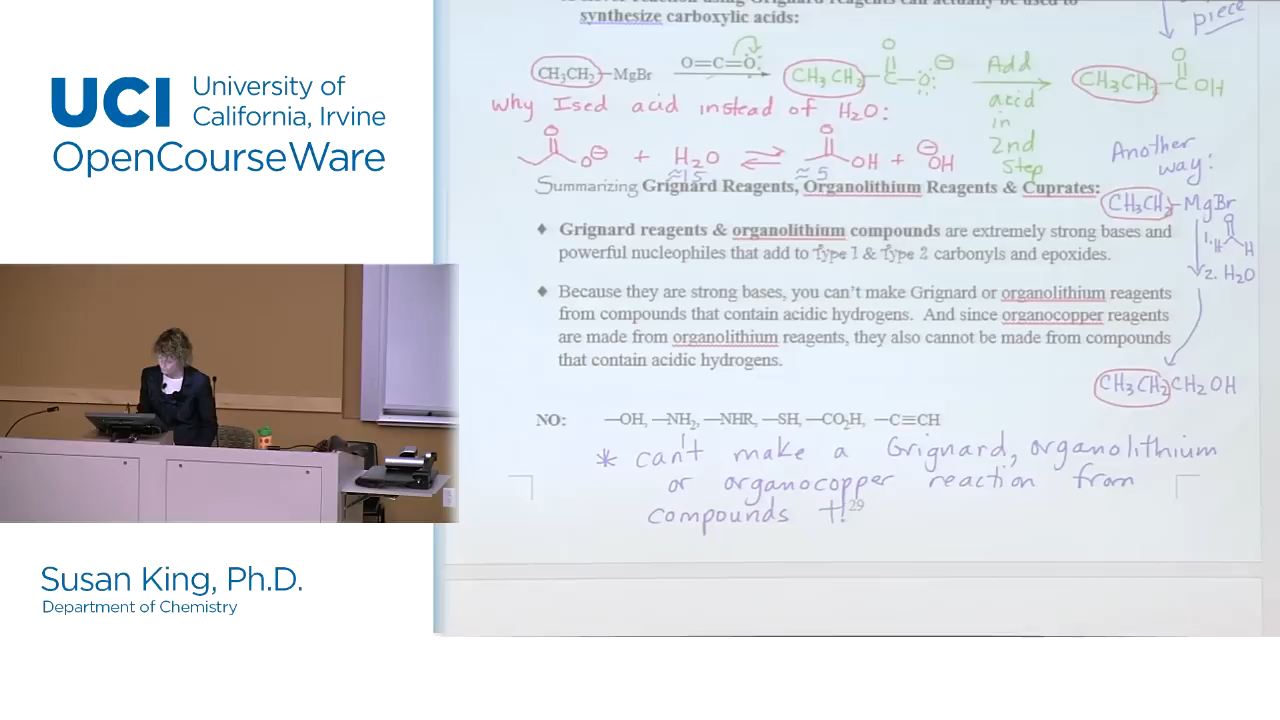 UCI University of California, Irvine
OpenCourseWare
Susan King, Ph.D.
Department of Chemistry
synthesize carboxylic acids:
piece
CH3CH2—MgBr O=C=O: CH3CH2—C—O: O ⊖ Add CH3CH2—C OH O
acid
in
2nd
step
why Ised acid instead of H2O:
O O⊖ + H2O ⇌ O OH + ⊖OH
≈15 ≈5
Another
way:
CH3CH2—MgBr
1. H O H
2. H2O
CH3CH2CH2OH
Summarizing Grignard Reagents, Organolithium Reagents & Cuprates:
♦ Grignard reagents & organolithium compounds are extremely strong bases and
powerful nucleophiles that add to Type 1 & Type 2 carbonyls and epoxides.
♦ Because they are strong bases, you can't make Grignard or organolithium reagents
from compounds that contain acidic hydrogens. And since organocopper reagents
are made from organolithium reagents, they also cannot be made from compounds
that contain acidic hydrogens.
NO: —OH, —NH2, —NHR, —SH, —CO2H, —C≡CH
* can't make a Grignard, organolithium
or organocopper reaction from
compounds
29